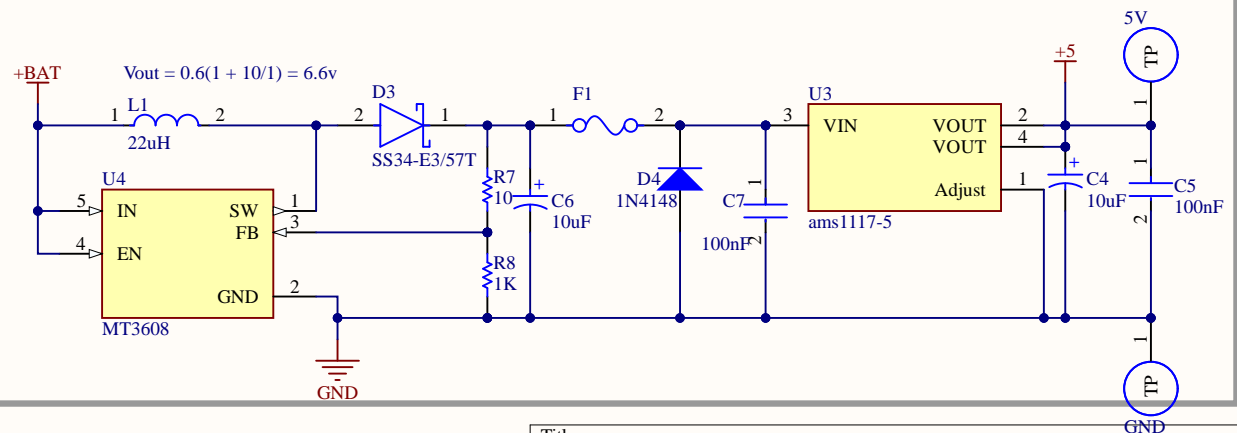 5V
TP
1
+5
+BAT
Vout = 0.6(1 + 10/1) = 6.6v
L1
1
2
22uH
D3
2
1
SS34-E3/57T
F1
1
2
U3
3
VIN
VOUT
2
VOUT
4
Adjust
1
ams1117-5
U4
5
IN
4
EN
SW
1
FB
3
GND
2
MT3608
R7
10
R8
1K
+
C6
10uF
D4
1N4148
1
C7
100nF
2
+
C4
10uF
1
C5
100nF
2
GND
1
TP
GND